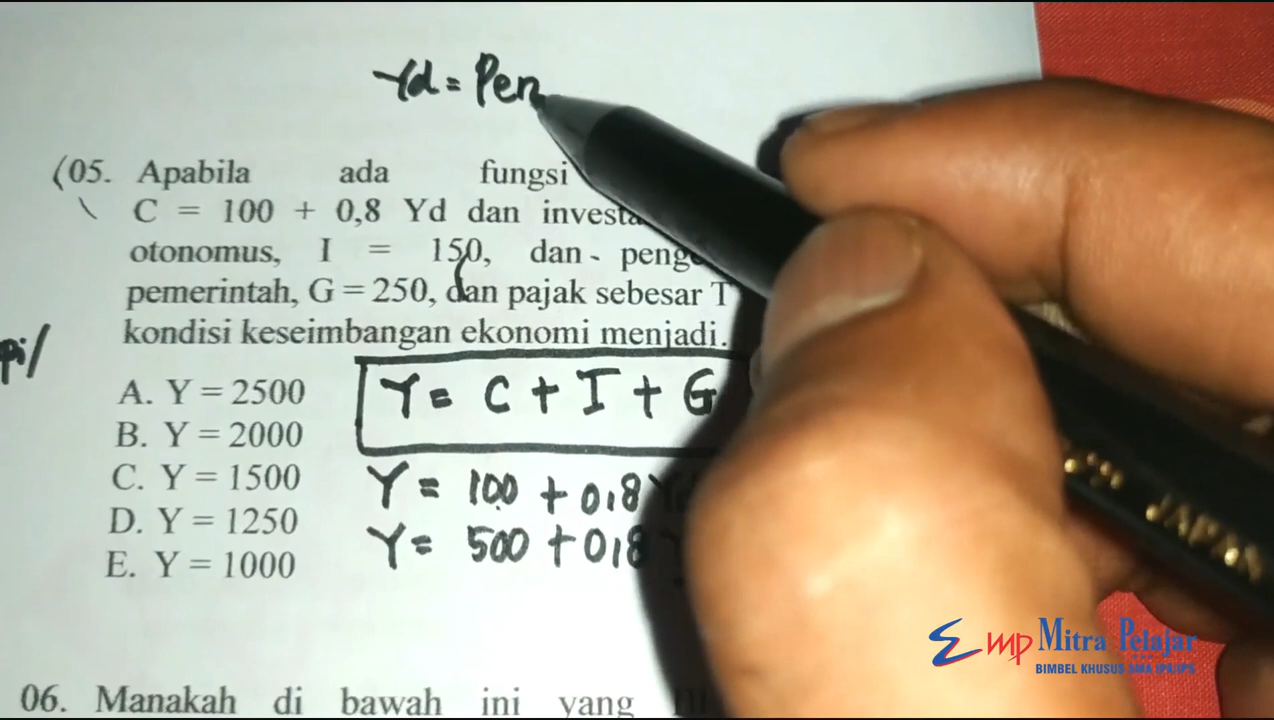 Yd = Pen
(05. Apabila ada fungsi
C = 100 + 0,8 Yd dan
otonomus, I = 150, dan
pemerintah, G = 250, dan pajak sebesar T
kondisi keseimbangan ekonomi menjadi.
pi/
A. Y = 2500
Y = C + I + G
B. Y = 2000
C. Y = 1500
Y = 100 + 0,8
D. Y = 1250
Y = 500 + 0,8
E. Y = 1000
Emp Mitra Pelajar
BIMBEL KHUSUS SMA IPA/IPS
06. Manakah di bawah ini yang